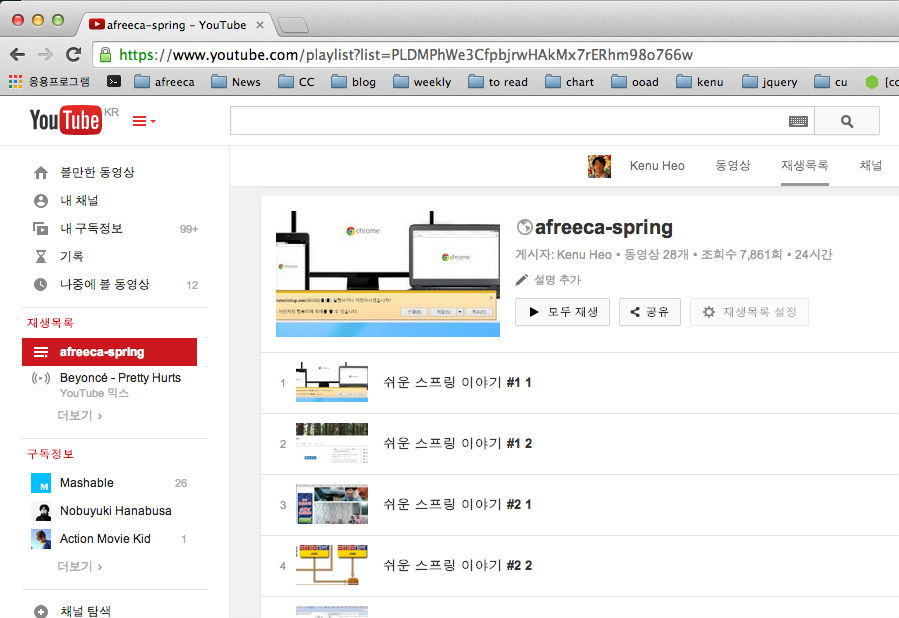 afreeca-spring - YouTube
https://www.youtube.com/playlist?list=PLDMPhWe3CfpbjrwHAkMx7rERhm98o766w
응용프로그램 afreeca News CC blog weekly to read chart ooad kenu jquery cu [co
YouTube KR
Kenu Heo 동영상 재생목록 채널
볼만한 동영상
내 채널
내 구독정보 99+
기록
나중에 볼 동영상 12
재생목록
afreeca-spring
Beyoncé - Pretty Hurts
YouTube 믹스
더보기 ›
구독정보
M Mashable 26
Nobuyuki Hanabusa
Action Movie Kid 1
더보기 ›
채널 탐색
chrome
chrome
chrome
afreeca-spring
게시자: Kenu Heo • 동영상 28개 • 조회수 7,861회 • 24시간
설명 추가
모두 재생 공유 재생목록 설정
1 쉬운 스프링 이야기 #1 1
2 쉬운 스프링 이야기 #1 2
3 쉬운 스프링 이야기 #2 1
4 쉬운 스프링 이야기 #2 2